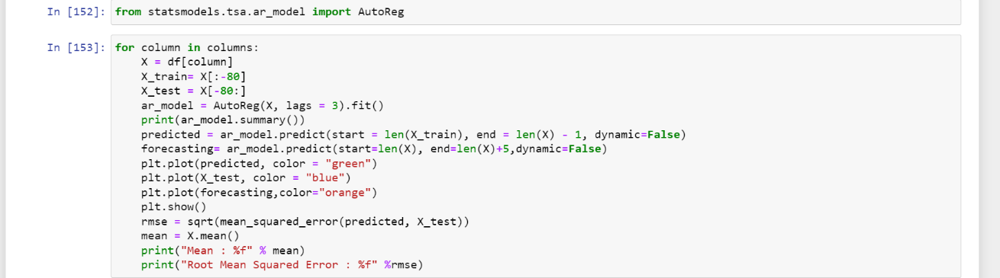 In [152]: from statsmodels.tsa.ar_model import AutoReg
In [153]: for column in columns:
    X = df[column]
    X_train= X[:-80]
    X_test = X[-80:]
    ar_model = AutoReg(X, lags = 3).fit()
    print(ar_model.summary())
    predicted = ar_model.predict(start = len(X_train), end = len(X) - 1, dynamic=False)
    forecasting= ar_model.predict(start=len(X), end=len(X)+5,dynamic=False)
    plt.plot(predicted, color = "green")
    plt.plot(X_test, color = "blue")
    plt.plot(forecasting,color="orange")
    plt.show()
    rmse = sqrt(mean_squared_error(predicted, X_test))
    mean = X.mean()
    print("Mean : %f" % mean)
    print("Root Mean Squared Error : %f" %rmse)